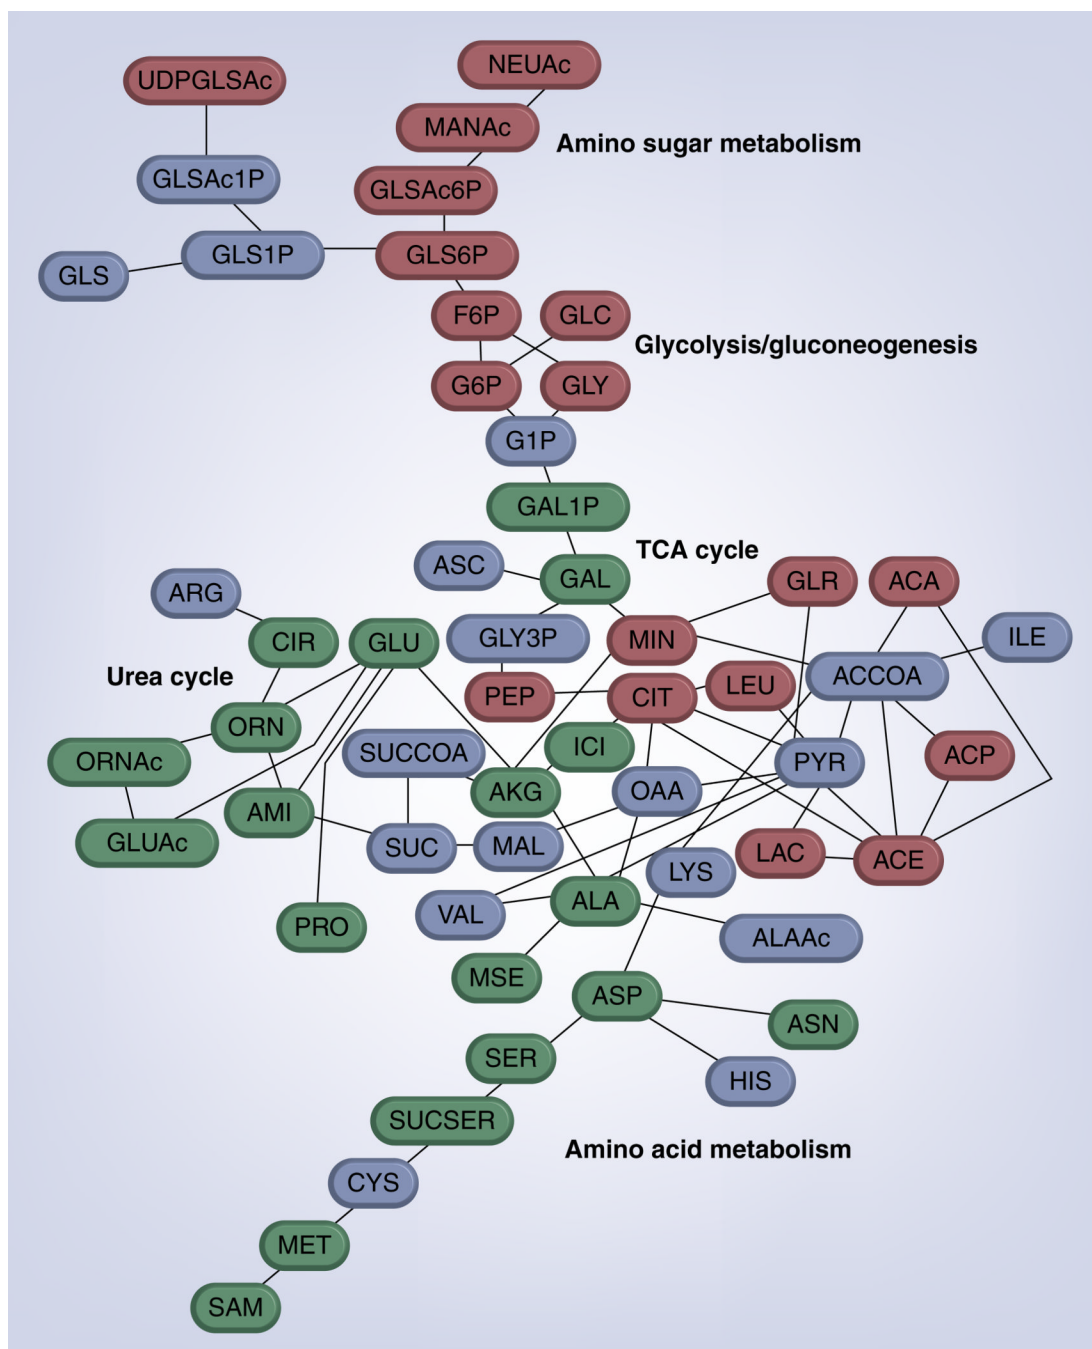 NEUAc
UDPGLSAc
MANAc
Amino sugar metabolism
GLSAc1P
GLSAc6P
GLS1P
GLS6P
GLS
F6P
GLC
Glycolysis/gluconeogenesis
G6P
GLY
G1P
GAL1P
TCA cycle
ASC
GAL
GLR
ACA
ARG
CIR
GLU
GLY3P
MIN
ILE
Urea cycle
ACCOA
PEP
CIT
LEU
ORN
ORNAc
SUCCOA
ICI
PYR
ACP
AKG
OAA
AMI
GLUAc
SUC
MAL
LAC
ACE
LYS
VAL
ALA
PRO
ALAAc
MSE
ASP
ASN
SER
HIS
SUCSER
Amino acid metabolism
CYS
MET
SAM